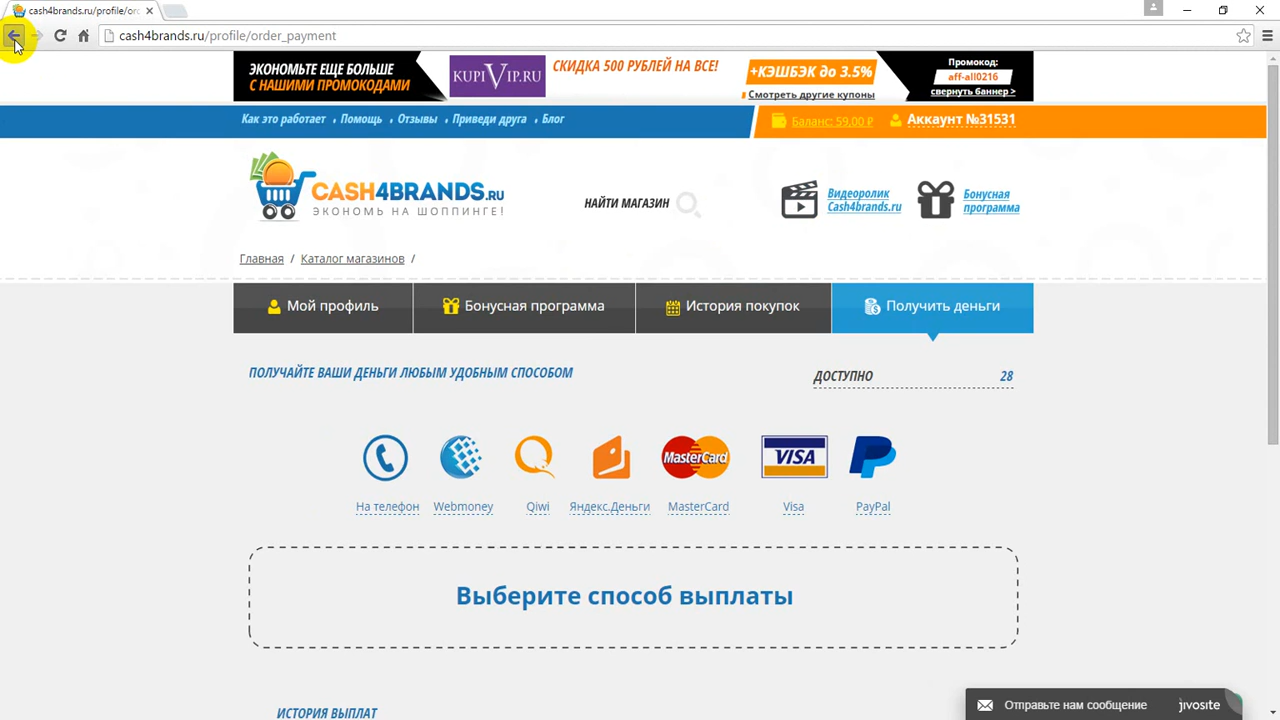 cash4brands.ru/profile/or
cash4brands.ru/profile/order_payment
ЭКОНОМЬТЕ ЕЩЕ БОЛЬШЕ
С НАШИМИ ПРОМОКОДАМИ
KUPIVIP.RU
СКИДКА 500 РУБЛЕЙ НА ВСЕ!
+КЭШБЭК до 3.5%
Смотреть другие купоны
Промокод:
aff-all0216
свернуть баннер >
Как это работает
Помощь
Отзывы
Приведи друга
Блог
Баланс: 59,00 ₽
Аккаунт №31531
CASH4BRANDS.RU
ЭКОНОМЬ НА ШОППИНГЕ!
НАЙТИ МАГАЗИН
Видеоролик
Cash4brands.ru
Бонусная
программа
Главная / Каталог магазинов /
Мой профиль
Бонусная программа
История покупок
Получить деньги
ПОЛУЧАЙТЕ ВАШИ ДЕНЬГИ ЛЮБЫМ УДОБНЫМ СПОСОБОМ
ДОСТУПНО 28
MasterCard
VISA
На телефон
Webmoney
Qiwi
Яндекс.Деньги
MasterCard
Visa
PayPal
Выберите способ выплаты
ИСТОРИЯ ВЫПЛАТ
Отправьте нам сообщение
jivosite